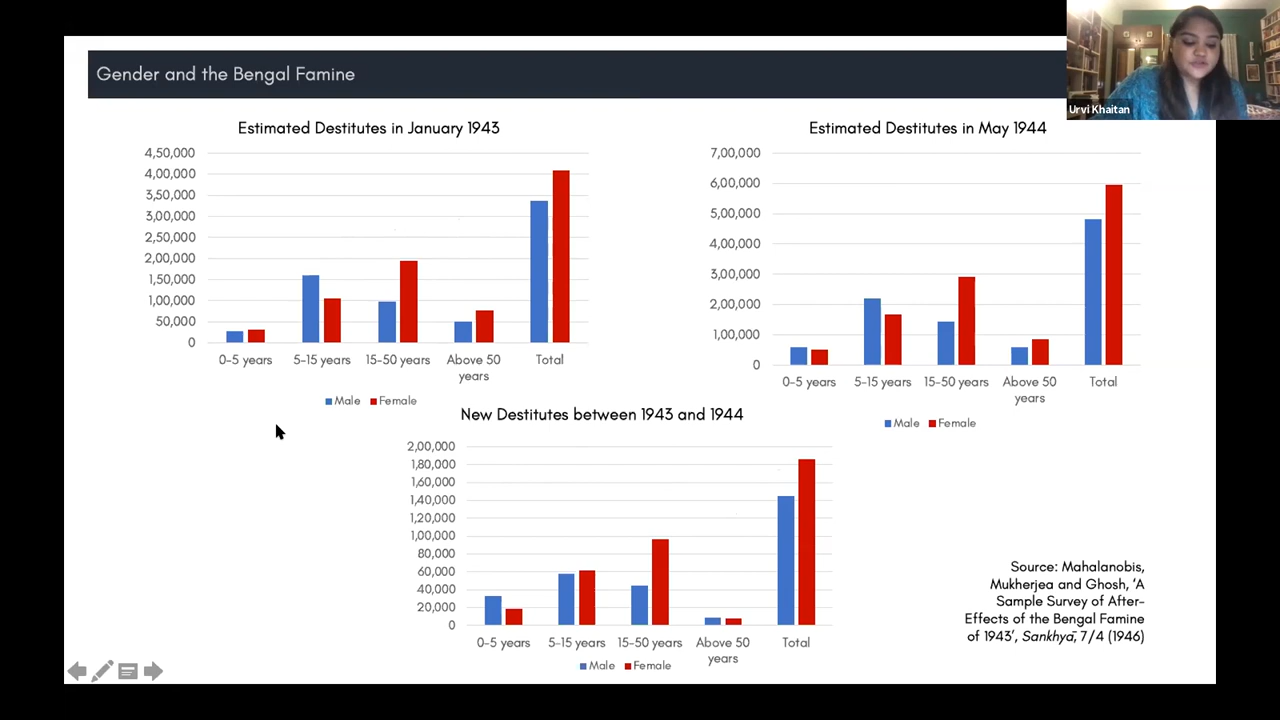 Gender and the Bengal Famine
Urvi Khaitan
Estimated Destitutes in January 1943
4,50,000
4,00,000
3,50,000
3,00,000
2,50,000
2,00,000
1,50,000
1,00,000
50,000
0
0-5 years
5-15 years
15-50 years
Above 50
years
Total
Male Female
Estimated Destitutes in May 1944
7,00,000
6,00,000
5,00,000
4,00,000
3,00,000
2,00,000
1,00,000
0
0-5 years
5-15 years
15-50 years
Above 50
years
Total
Male Female
New Destitutes between 1943 and 1944
2,00,000
1,80,000
1,60,000
1,40,000
1,20,000
1,00,000
80,000
60,000
40,000
20,000
0
0-5 years
5-15 years
15-50 years
Above 50
years
Total
Male Female
Source: Mahalanobis,
Mukherjea and Ghosh, ‘A
Sample Survey of After-
Effects of the Bengal Famine
of 1943’, Sankhyā, 7/4 (1946)